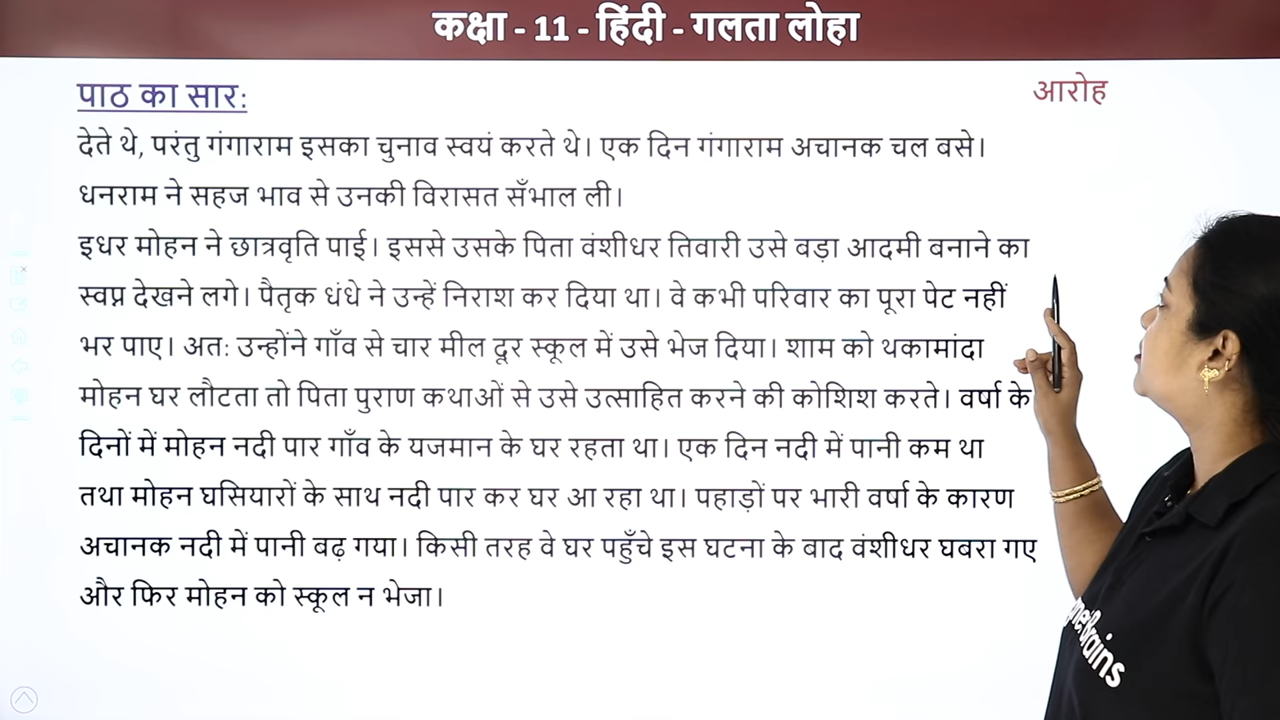 कक्षा - 11 - हिंदी - गलता लोहा
पाठ का सार:
आरोह
देते थे, परंतु गंगाराम इसका चुनाव स्वयं करते थे। एक दिन गंगाराम अचानक चल बसे।
धनराम ने सहज भाव से उनकी विरासत सँभाल ली।
इधर मोहन ने छात्रवृति पाई। इससे उसके पिता वंशीधर तिवारी उसे बड़ा आदमी बनाने का
स्वप्न देखने लगे। पैतृक धंधे ने उन्हें निराश कर दिया था। वे कभी परिवार का पूरा पेट नहीं
भर पाए। अत: उन्होंने गाँव से चार मील दूर स्कूल में उसे भेज दिया। शाम को थकामांदा
मोहन घर लौटता तो पिता पुराण कथाओं से उसे उत्साहित करने की कोशिश करते। वर्षा के
दिनों में मोहन नदी पार गाँव के यजमान के घर रहता था। एक दिन नदी में पानी कम था
तथा मोहन घसियारों के साथ नदी पार कर घर आ रहा था। पहाड़ों पर भारी वर्षा के कारण
अचानक नदी में पानी बढ़ गया। किसी तरह वे घर पहुँचे इस घटना के बाद वंशीधर घबरा गए
और फिर मोहन को स्कूल न भेजा।